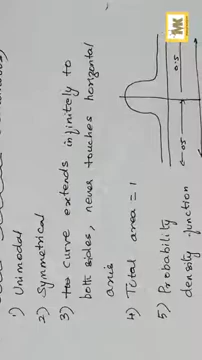 1) Unimodal
2) Symmetrical
3) the curve extends infinitely to
both sides, never touches horizontal
axis
4) Total area = 1
0.5
0.5
5) Probability
density function
MK